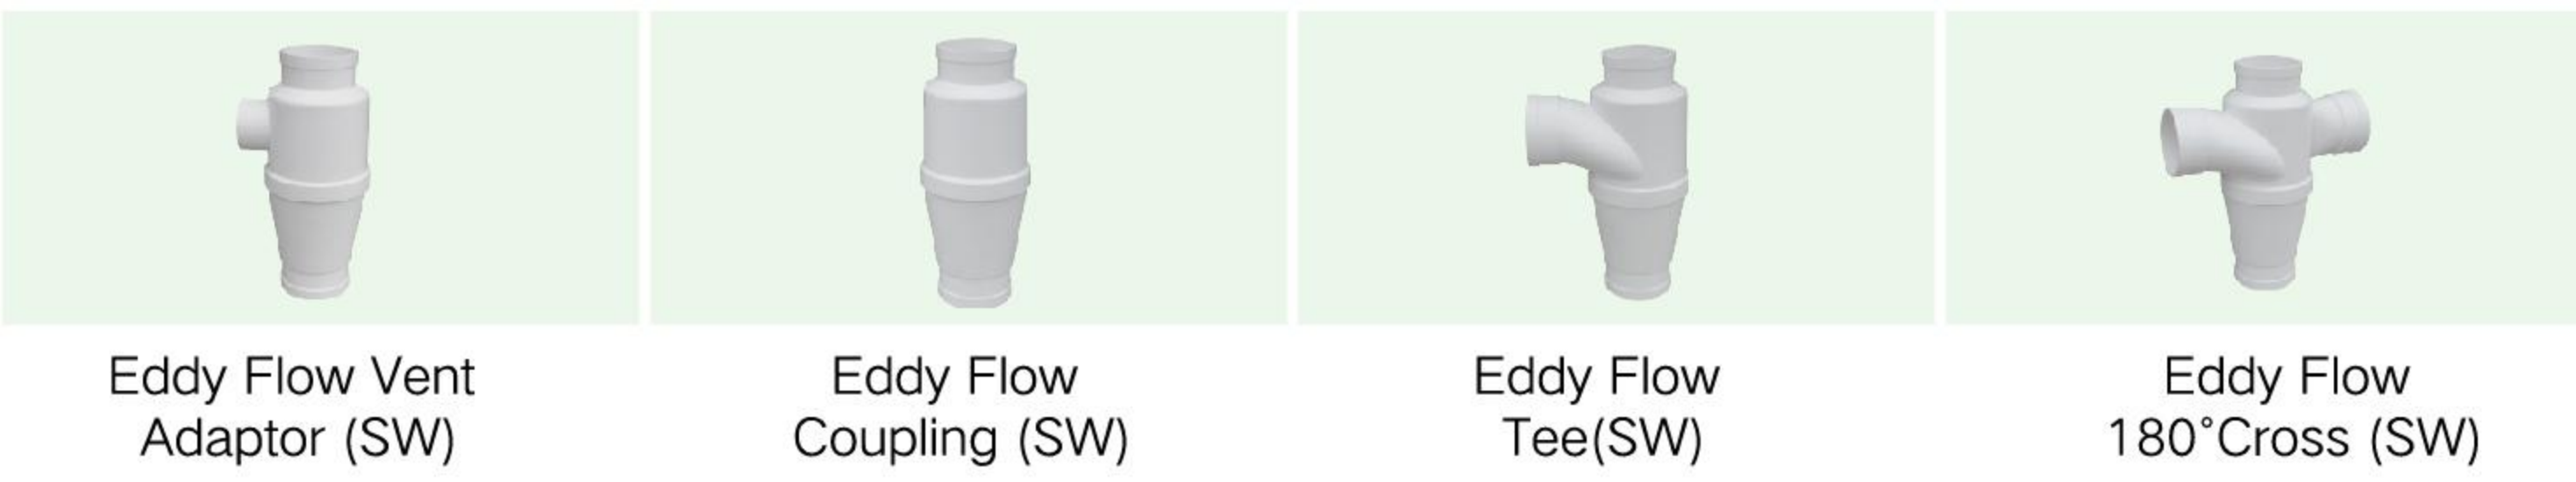 Eddy Flow Vent
Adaptor (SW)
Eddy Flow
Coupling (SW)
Eddy Flow
Tee(SW)
Eddy Flow
180°Cross (SW)